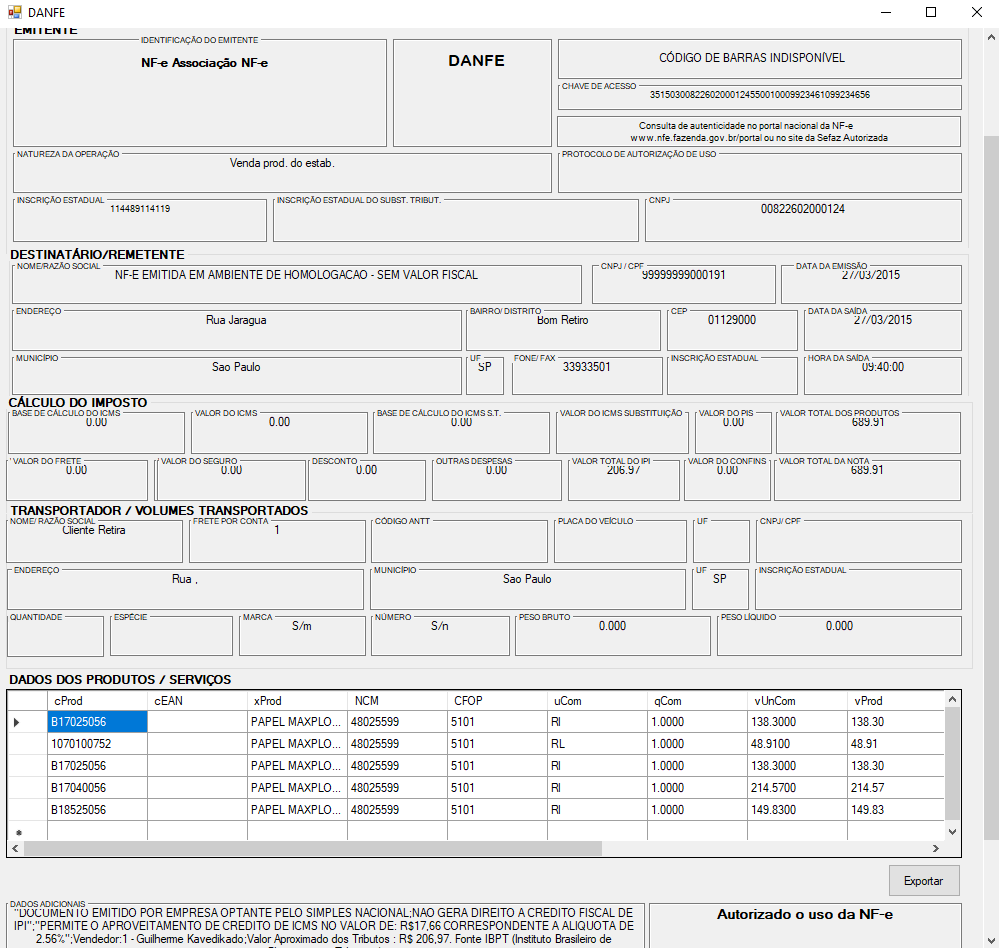 DANFE
EMITENTE
IDENTIFICAÇÃO DO EMITENTE
NF-e Associação NF-e
DANFE
CÓDIGO DE BARRAS INDISPONÍVEL
CHAVE DE ACESSO
35150300822602000124550010009923461099234656
Consulta de autenticidade no portal nacional da NF-e
www.nfe.fazenda.gov.br/portal ou no site da Sefaz Autorizada
NATUREZA DA OPERAÇÃO
Venda prod. do estab.
PROTOCOLO DE AUTORIZAÇÃO DE USO
INSCRIÇÃO ESTADUAL
114489114119
INSCRIÇÃO ESTADUAL DO SUBST. TRIBUT.
CNPJ
00822602000124
DESTINATÁRIO/REMETENTE
NOME/RAZÃO SOCIAL
NF-E EMITIDA EM AMBIENTE DE HOMOLOGACAO - SEM VALOR FISCAL
CNPJ / CPF
99999999000191
DATA DA EMISSÃO
27/03/2015
ENDEREÇO
Rua Jaragua
BAIRRO/ DISTRITO
Bom Retiro
CEP
01129000
DATA DA SAÍDA
27/03/2015
MUNICÍPIO
Sao Paulo
UF
SP
FONE/ FAX
33933501
INSCRIÇÃO ESTADUAL
HORA DA SAÍDA
09:40:00
CÁLCULO DO IMPOSTO
BASE DE CÁLCULO DO ICMS
0.00
VALOR DO ICMS
0.00
BASE DE CÁLCULO DO ICMS S.T.
0.00
VALOR DO ICMS SUBSTITUIÇÃO
VALOR DO PIS
0.00
VALOR TOTAL DOS PRODUTOS
689.91
VALOR DO FRETE
0.00
VALOR DO SEGURO
0.00
DESCONTO
0.00
OUTRAS DESPESAS
0.00
VALOR TOTAL DO IPI
206.97
VALOR DO CONFINS
0.00
VALOR TOTAL DA NOTA
689.91
TRANSPORTADOR / VOLUMES TRANSPORTADOS
NOME/ RAZÃO SOCIAL
Cliente Retira
FRETE POR CONTA
1
CÓDIGO ANTT
PLACA DO VEÍCULO
UF
CNPJ/ CPF
ENDEREÇO
Rua ,
MUNICÍPIO
Sao Paulo
UF
SP
INSCRIÇÃO ESTADUAL
QUANTIDADE
ESPÉCIE
MARCA
S/m
NÚMERO
S/n
PESO BRUTO
0.000
PESO LÍQUIDO
0.000
DADOS DOS PRODUTOS / SERVIÇOS
cProd cEAN xProd NCM CFOP uCom qCom vUnCom vProd
B17025056 PAPEL MAXPLO... 48025599 5101 Rl 1.0000 138.3000 138.30
1070100752 PAPEL MAXPLO... 48025599 5101 RL 1.0000 48.9100 48.91
B17025056 PAPEL MAXPLO... 48025599 5101 Rl 1.0000 138.3000 138.30
B17040056 PAPEL MAXPLO... 48025599 5101 Rl 1.0000 214.5700 214.57
B18525056 PAPEL MAXPLO... 48025599 5101 Rl 1.0000 149.8300 149.83
Exportar
DADOS ADICIONAIS
"DOCUMENTO EMITIDO POR EMPRESA OPTANTE PELO SIMPLES NACIONAL;NAO GERA DIREITO A CREDITO FISCAL DE
IPI";"PERMITE O APROVEITAMENTO DE CREDITO DE ICMS NO VALOR DE: R$17,66 CORRESPONDENTE A ALIQUOTA DE
2.56%";Vendedor:1 - Guilherme Kavedikado;Valor Aproximado dos Tributos : R$ 206,97. Fonte IBPT (Instituto Brasileiro de
Autorizado o uso da NF-e